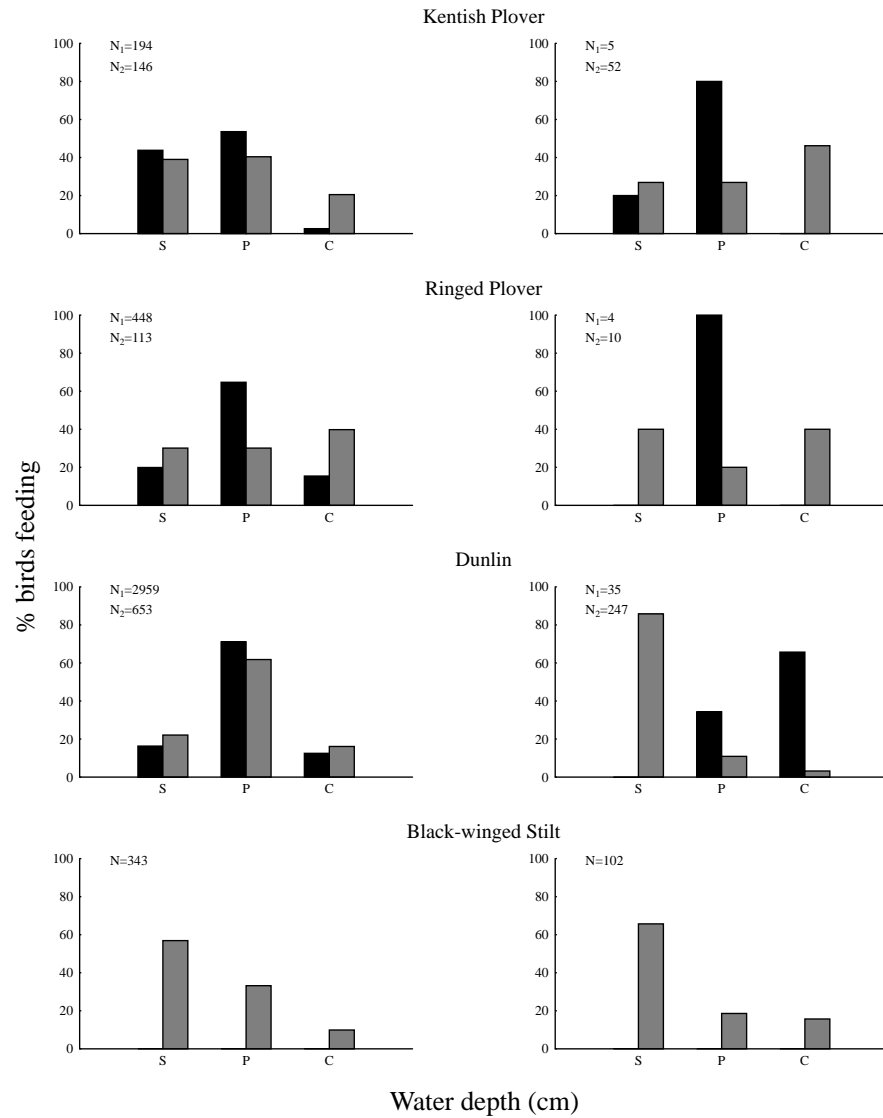 Kentish Plover
N₁=194
N₂=146
100
80
60
40
20
0
S P C
N₁=5
N₂=52
100
80
60
40
20
0
S P C
Ringed Plover
N₁=448
N₂=113
100
80
60
40
20
0
S P C
N₁=4
N₂=10
100
80
60
40
20
0
S P C
% birds feeding
Dunlin
N₁=2959
N₂=653
100
80
60
40
20
0
S P C
N₁=35
N₂=247
100
80
60
40
20
0
S P C
Black-winged Stilt
N=343
100
80
60
40
20
0
S P C
N=102
100
80
60
40
20
0
S P C
Water depth (cm)